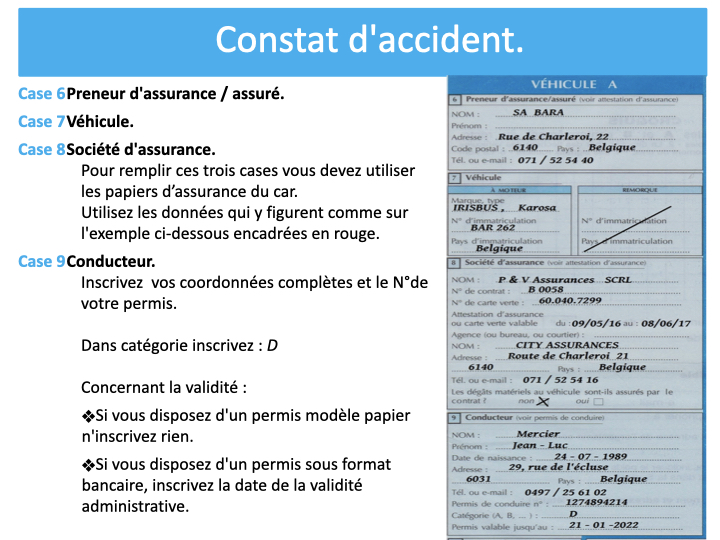 Constat d'accident.
Case 6 Preneur d'assurance / assuré.
Case 7 Véhicule.
Case 8 Société d'assurance.
Pour remplir ces trois cases vous devez utiliser
les papiers d’assurance du car.
Utilisez les données qui y figurent comme sur
l'exemple ci-dessous encadrées en rouge.
Case 9 Conducteur.
Inscrivez vos coordonnées complètes et le N°de
votre permis.
Dans catégorie inscrivez : D
Concernant la validité :
❖Si vous disposez d'un permis modèle papier
n'inscrivez rien.
❖Si vous disposez d'un permis sous format
bancaire, inscrivez la date de la validité
administrative.
VÉHICULE A
6 Preneur d'assurance/assuré (voir attestation d'assurance)
NOM : SA BARA
Prénom :
Adresse : Rue de Charleroi, 22
Code postal : 6140 Pays : Belgique
Tél. ou e-mail : 071 / 52 54 40
7 Véhicule
À MOTEUR REMORQUE
Marque, type
IRISBUS, Karosa
N° d'immatriculation N° d'immatriculation
BAR 262
Pays d'immatriculation Pays d'immatriculation
Belgique
8 Société d'assurance (voir attestation d'assurance)
NOM : P & V Assurances SCRL
N° de contrat : B 0058
N° de carte verte : 60.040.7299
Attestation d'assurance
ou carte verte valable du : 09/05/16 au : 08/06/17
Agence (ou bureau, ou courtier) :
NOM : CITY ASSURANCES
Adresse : Route de Charleroi 21
6140 Pays : Belgique
Tél. ou e-mail : 071 / 52 54 16
Les dégâts matériels au véhicule sont-ils assurés par le
contrat ? non X oui
9 Conducteur (voir permis de conduire)
NOM : Mercier
Prénom : Jean - Luc
Date de naissance : 24 - 07 - 1989
Adresse : 29, rue de l'écluse
6031 Pays : Belgique
Tél. ou e-mail : 0497 / 25 61 02
Permis de conduire n° : 1274894214
Catégorie (A, B, ... ) : D
Permis valable jusqu'au : 21 - 01 -2022